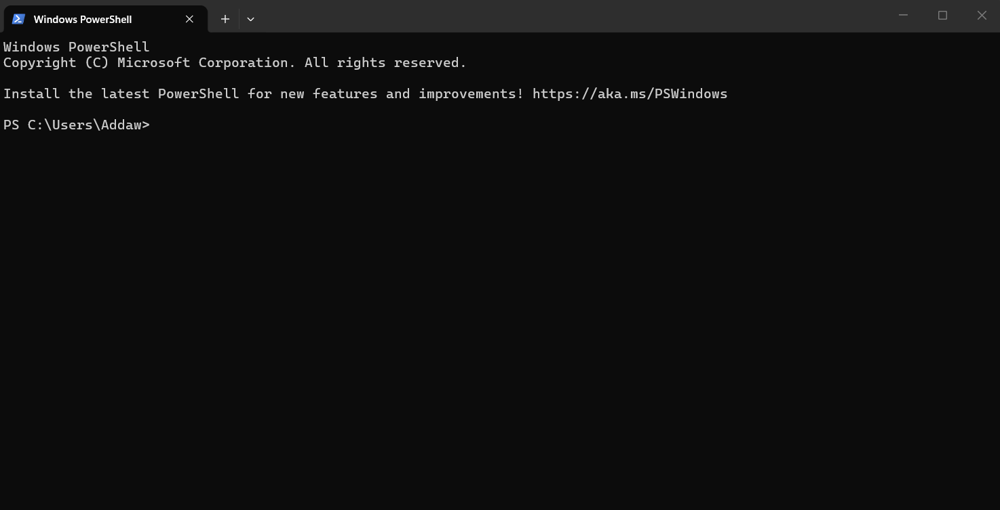 Windows PowerShell
Windows PowerShell
Copyright (C) Microsoft Corporation. All rights reserved.
Install the latest PowerShell for new features and improvements! https://aka.ms/PSWindows
PS C:\Users\Addaw>